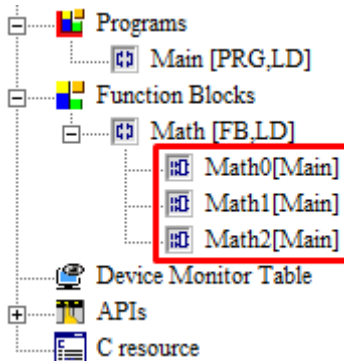 Programs
Main [PRG,LD]
Function Blocks
Math [FB,LD]
Math0[Main]
Math1[Main]
Math2[Main]
Device Monitor Table
APIs
C resource